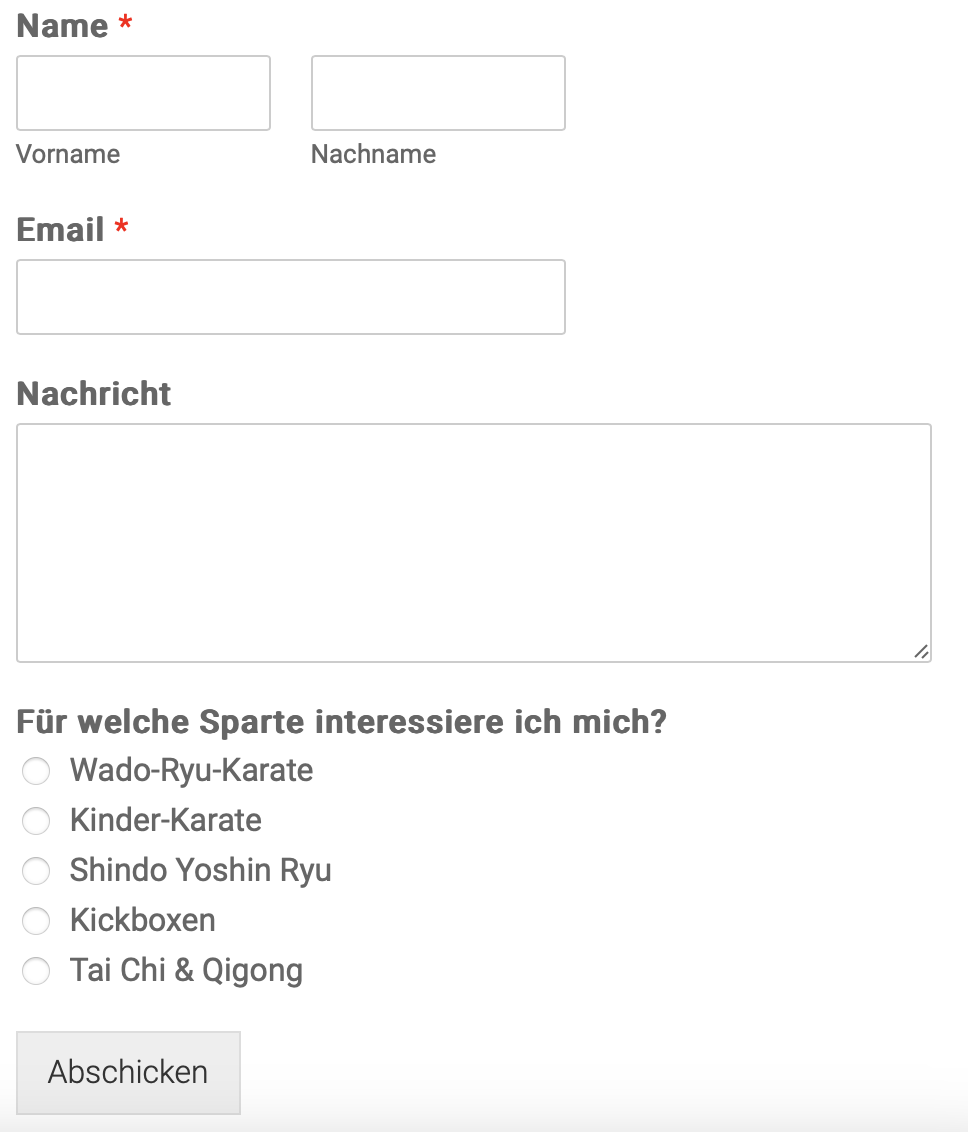 Name *
Vorname Nachname
Email *
Nachricht
Für welche Sparte interessiere ich mich?
Wado-Ryu-Karate
Kinder-Karate
Shindo Yoshin Ryu
Kickboxen
Tai Chi & Qigong
Abschicken